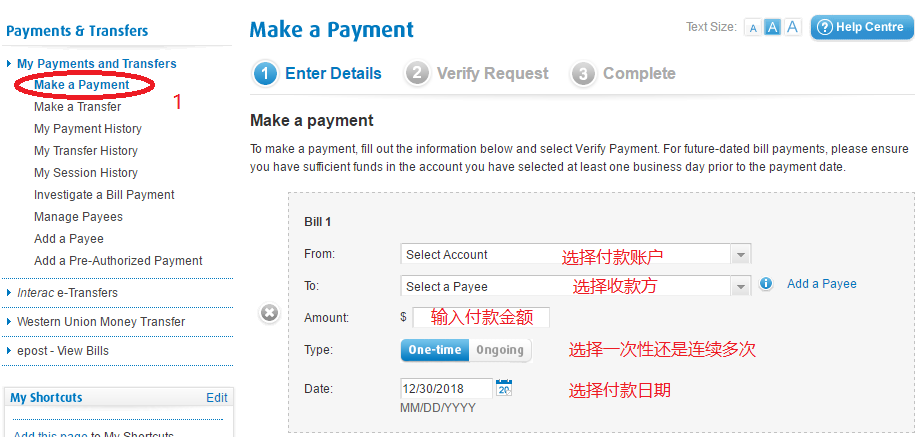 Payments & Transfers
My Payments and Transfers
Make a Payment
1
Make a Transfer
My Payment History
My Transfer History
My Session History
Investigate a Bill Payment
Manage Payees
Add a Payee
Add a Pre-Authorized Payment
Interac e-Transfers
Western Union Money Transfer
epost - View Bills
My Shortcuts
Edit
Add this page to My Shortcuts
Make a Payment
Text Size: A A A
? Help Centre
1 Enter Details
2 Verify Request
3 Complete
Make a payment
To make a payment, fill out the information below and select Verify Payment. For future-dated bill payments, please ensure
you have sufficient funds in the account you have selected at least one business day prior to the payment date.
Bill 1
From: Select Account 选择付款账户
To: Select a Payee 选择收款方 i Add a Payee
Amount: $ 输入付款金额
Type: One-time Ongoing 选择一次性还是连续多次
Date: 12/30/2018 20 选择付款日期
MM/DD/YYYY